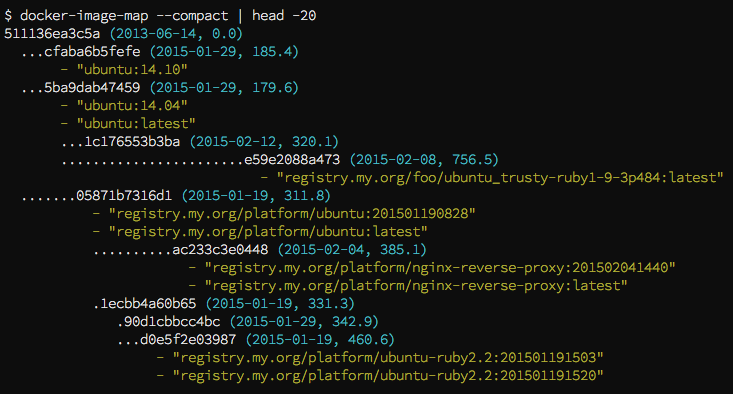 $ docker-image-map --compact | head -20
511136ea3c5a (2013-06-14, 0.0)
...cfaba6b5fefe (2015-01-29, 185.4)
- "ubuntu:14.10"
...5ba9dab47459 (2015-01-29, 179.6)
- "ubuntu:14.04"
- "ubuntu:latest"
...1c176553b3ba (2015-02-12, 320.1)
.......................e59e2088a473 (2015-02-08, 756.5)
- "registry.my.org/foo/ubuntu_trusty-ruby1-9-3p484:latest"
.......05871b7316d1 (2015-01-19, 311.8)
- "registry.my.org/platform/ubuntu:201501190828"
- "registry.my.org/platform/ubuntu:latest"
..........ac233c3e0448 (2015-02-04, 385.1)
- "registry.my.org/platform/nginx-reverse-proxy:201502041440"
- "registry.my.org/platform/nginx-reverse-proxy:latest"
.1ecbb4a60b65 (2015-01-19, 331.3)
.90d1cbbcc4bc (2015-01-29, 342.9)
...d0e5f2e03987 (2015-01-19, 460.6)
- "registry.my.org/platform/ubuntu-ruby2.2:201501191503"
- "registry.my.org/platform/ubuntu-ruby2.2:201501191520"